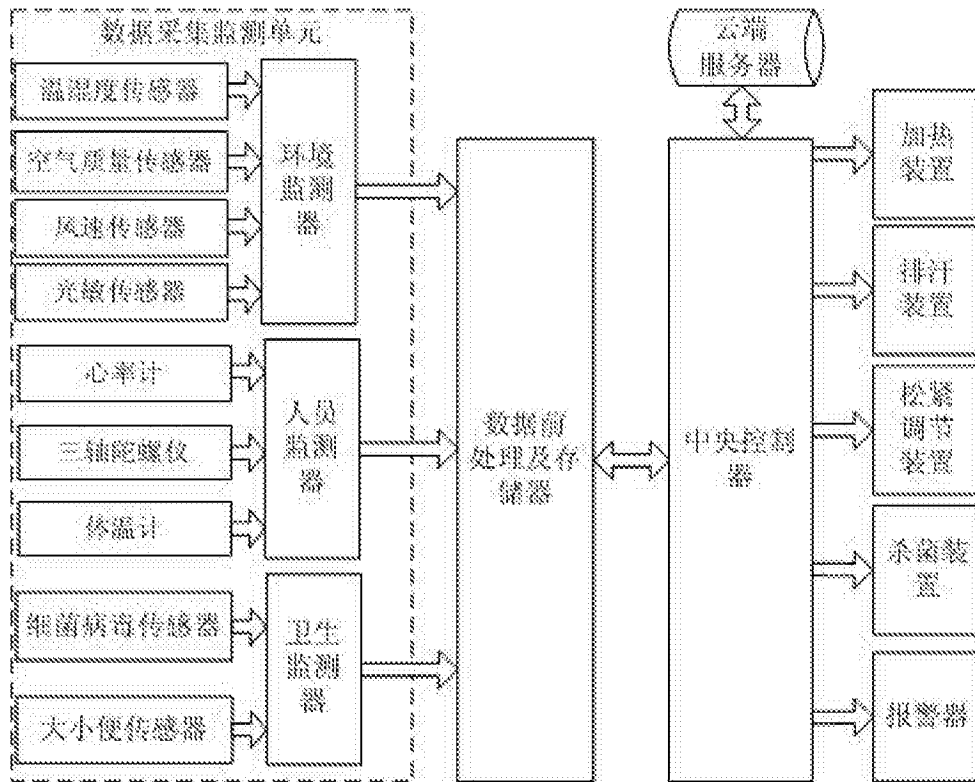 数据采集监测单元
温湿度传感器
空气质量传感器
风速传感器
光敏传感器
环境
监测
器
心率计
三轴陀螺仪
体温计
人员
监测
器
细菌病毒传感器
大小便传感器
卫生
监测
器
数据前
处理及存
储器
云端
服务器
中央控制
器
加热
装置
排汗
装置
松紧
调节
装置
杀菌装
置
报警器